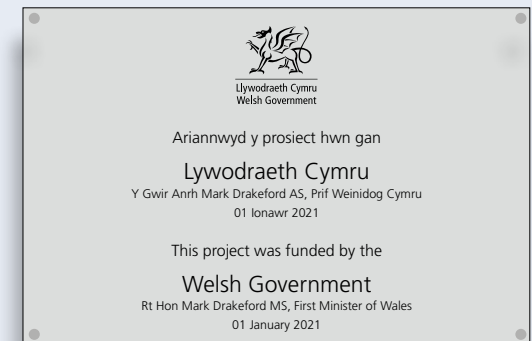 Llywodraeth Cymru
Welsh Government
Ariannwyd y prosiect hwn gan
Lywodraeth Cymru
Y Gwir Anrh Mark Drakeford AS, Prif Weinidog Cymru
01 Ionawr 2021
This project was funded by the
Welsh Government
Rt Hon Mark Drakeford MS, First Minister of Wales
01 January 2021